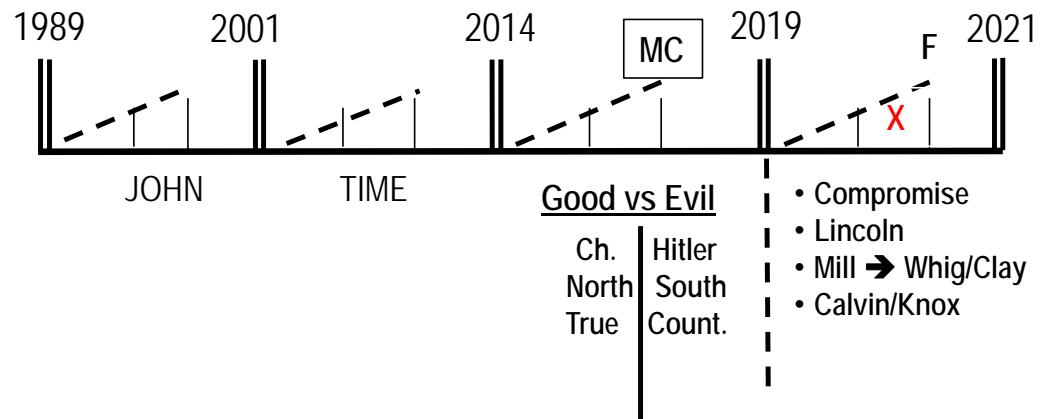 1989 2001 2014 2019 2021
MC F
X
JOHN TIME
Good vs Evil
Ch. Hitler
North South
True Count.
• Compromise
• Lincoln
• Mill ➔ Whig/Clay
• Calvin/Knox